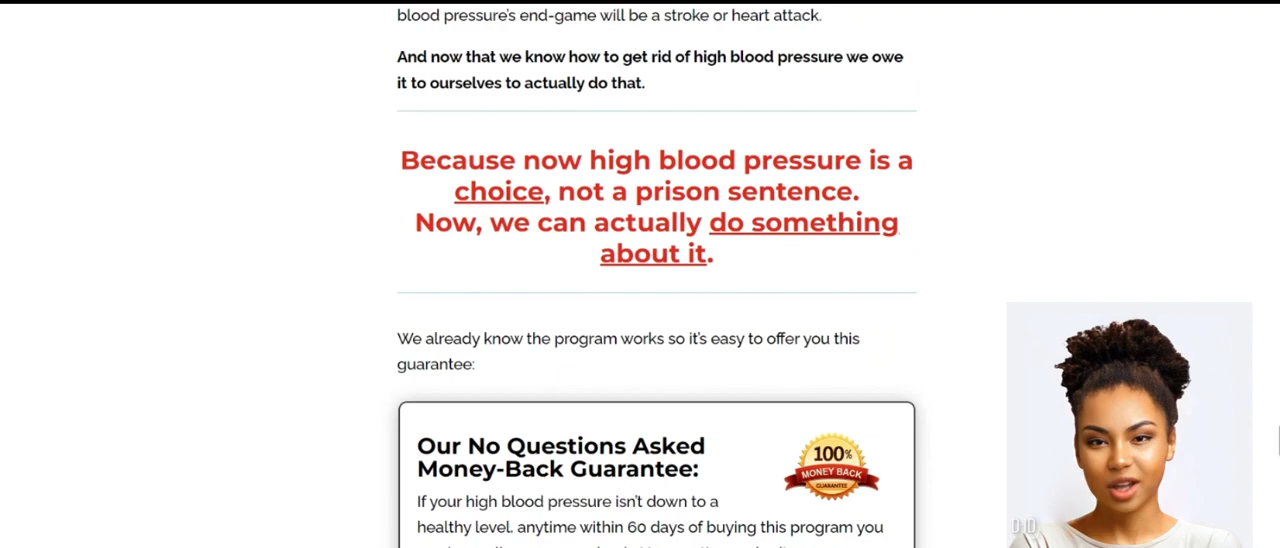 blood pressure's end-game will be a stroke or heart attack.
And now that we know how to get rid of high blood pressure we owe
it to ourselves to actually do that.
Because now high blood pressure is a
choice, not a prison sentence.
Now, we can actually do something
about it.
We already know the program works so it's easy to offer you this
guarantee:
Our No Questions Asked
Money-Back Guarantee:
100%
MONEY BACK
GUARANTEE
If your high blood pressure isn't down to a
healthy level, anytime within 60 days of buying this program you
D-ID